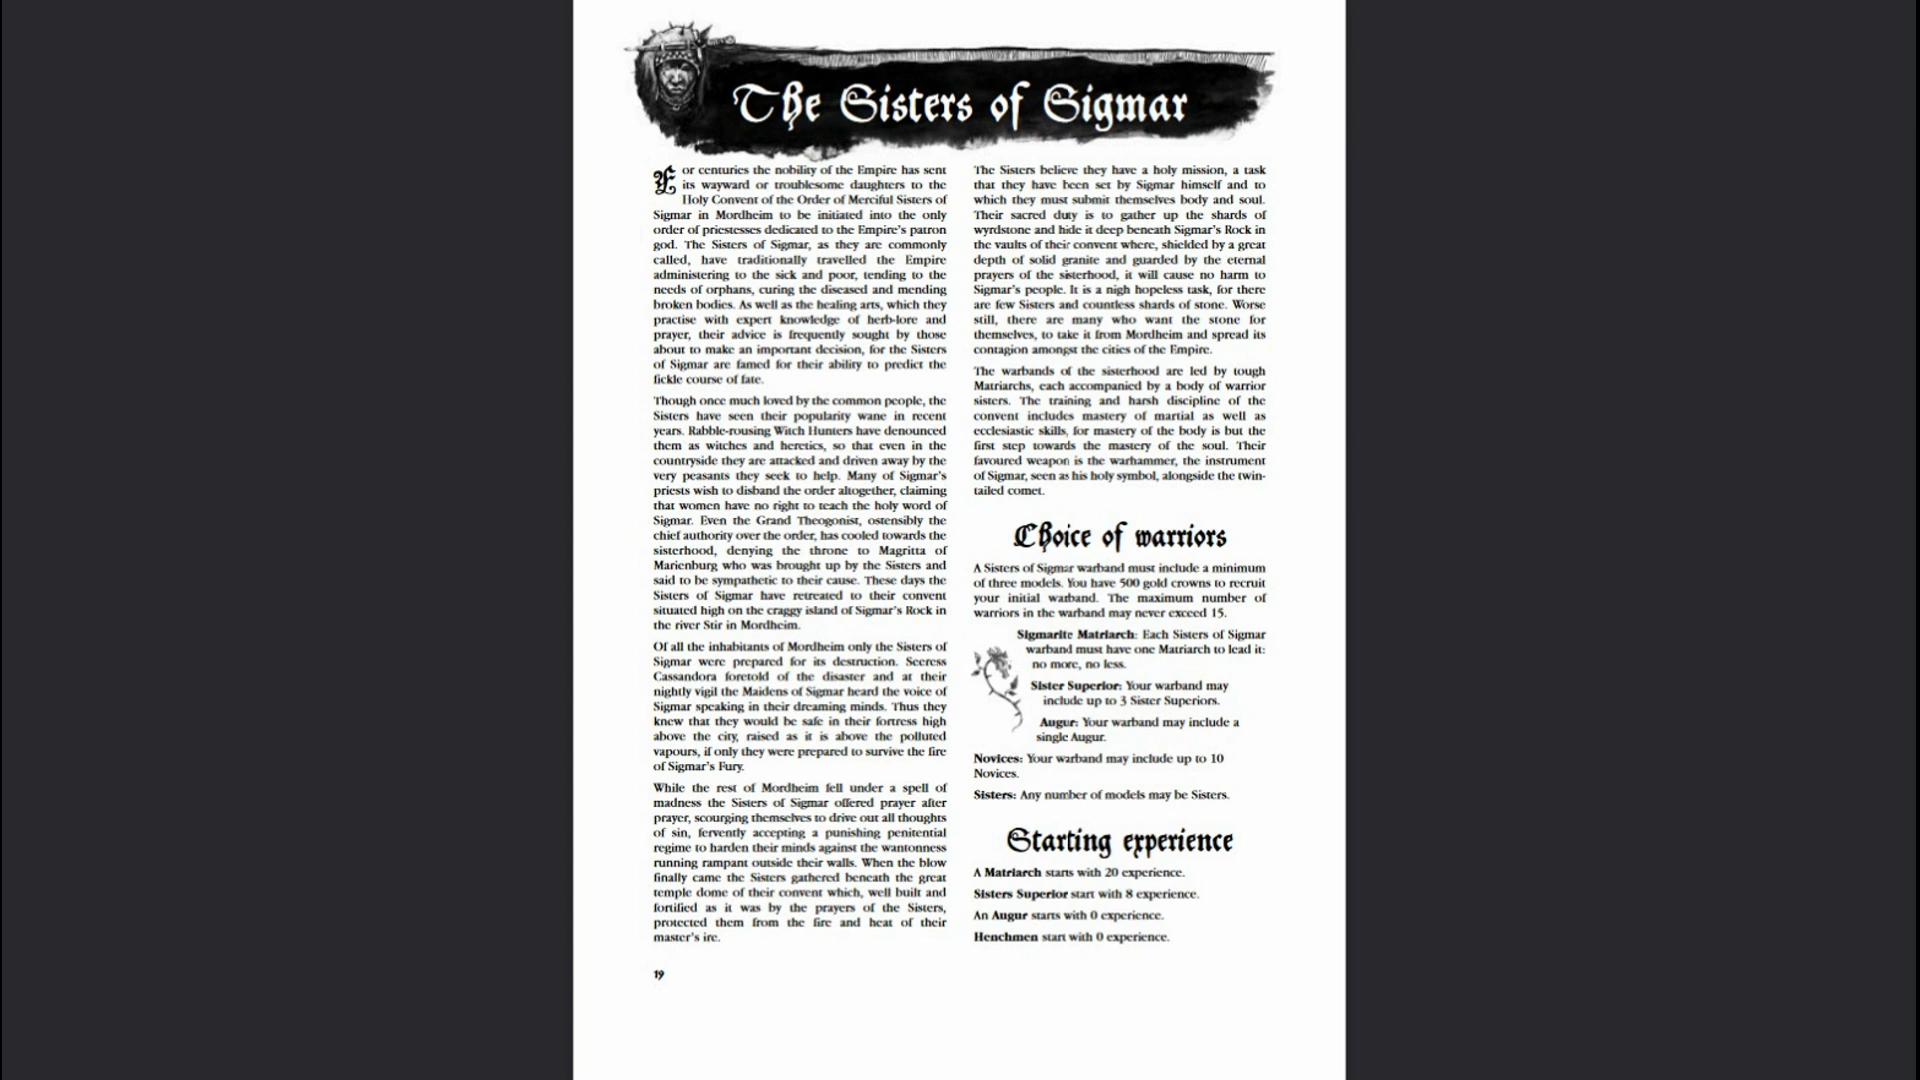 The Sisters of Sigmar
For centuries the nobility of the Empire has sent
its wayward or troublesome daughters to the
Holy Convent of the Order of Merciful Sisters of
Sigmar in Mordheim to be initiated into the only
order of priestesses dedicated to the Empire's patron
god. The Sisters of Sigmar, as they are commonly
called, have traditionally travelled the Empire
administering to the sick and poor, tending to the
needs of orphans, curing the diseased and mending
broken bodies. As well as the healing arts, which they
practise with expert knowledge of herb-lore and
prayer, their advice is frequently sought by those
about to make an important decision, for the Sisters
of Sigmar are famed for their ability to predict the
fickle course of fate.
Though once much loved by the common people, the
Sisters have seen their popularity wane in recent
years. Rabble-rousing Witch Hunters have denounced
them as witches and heretics, so that even in the
countryside they are attacked and driven away by the
very peasants they seek to help. Many of Sigmar's
priests wish to disband the order altogether, claiming
that women have no right to teach the holy word of
Sigmar. Even the Grand Theogonist, ostensibly the
chief authority over the order, has cooled towards the
sisterhood, denying the throne to Magritta of
Marienburg who was brought up by the Sisters and
said to be sympathetic to their cause. These days the
Sisters of Sigmar have retreated to their convent
situated high on the craggy island of Sigmar's Rock in
the river Stir in Mordheim.
Of all the inhabitants of Mordheim only the Sisters of
Sigmar were prepared for its destruction. Seeress
Cassandora foretold of the disaster and at their
nightly vigil the Maidens of Sigmar heard the voice of
Sigmar speaking in their dreaming minds. Thus they
knew that they would be safe in their fortress high
above the city, raised as it is above the polluted
vapours, if only they were prepared to survive the fire
of Sigmar's Fury.
While the rest of Mordheim fell under a spell of
madness the Sisters of Sigmar offered prayer after
prayer, scourging themselves to drive out all thoughts
of sin, fervently accepting a punishing penitential
regime to harden their minds against the wantonness
running rampant outside their walls. When the blow
finally came the Sisters gathered beneath the great
temple dome of their convent which, well built and
fortified as it was by the prayers of the Sisters,
protected them from the fire and heat of their
master's ire.
19
The Sisters believe they have a holy mission, a task
that they have been set by Sigmar himself and to
which they must submit themselves body and soul.
Their sacred duty is to gather up the shards of
wyrdstone and hide it deep beneath Sigmar's Rock in
the vaults of their convent where, shielded by a great
depth of solid granite and guarded by the eternal
prayers of the sisterhood, it will cause no harm to
Sigmar's people. It is a nigh hopeless task, for there
are few Sisters and countless shards of stone. Worse
still, there are many who want the stone for
themselves, to take it from Mordheim and spread its
contagion amongst the cities of the Empire.
The warbands of the sisterhood are led by tough
Matriarchs, each accompanied by a body of warrior
sisters. The training and harsh discipline of the
convent includes mastery of martial as well as
ecclesiastic skills, for mastery of the body is but the
first step towards the mastery of the soul. Their
favoured weapon is the warhammer, the instrument
of Sigmar, seen as his holy symbol, alongside the twin-
tailed comet.
Choice of warriors
A Sisters of Sigmar warband must include a minimum
of three models. You have 500 gold crowns to recruit
your initial warband. The maximum number of
warriors in the warband may never exceed 15.
Sigmarite Matriarch: Each Sisters of Sigmar
warband must have one Matriarch to lead it:
no more, no less.
Sister Superior: Your warband may
include up to 3 Sister Superiors.
Augur: Your warband may include a
single Augur.
Novices: Your warband may include up to 10
Novices.
Sisters: Any number of models may be Sisters.
Starting experience
A Matriarch starts with 20 experience.
Sisters Superior start with 8 experience.
An Augur starts with 0 experience.
Henchmen start with 0 experience.